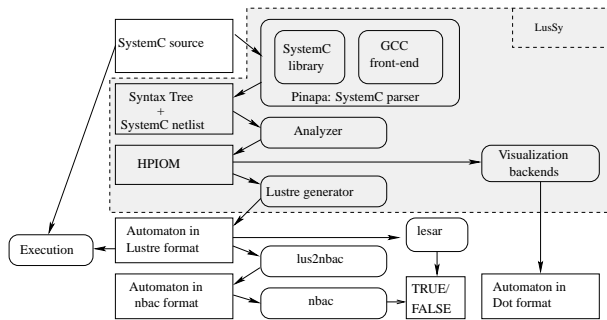 LusSy
SystemC source
SystemC
library
GCC
front-end
Pinapa: SystemC parser
Syntax Tree
+
SystemC netlist
Analyzer
HPIOM
Visualization
backends
Lustre generator
Execution
Automaton in
Lustre format
lesar
lus2nbac
Automaton in
nbac format
nbac
TRUE/
FALSE
Automaton in
Dot format